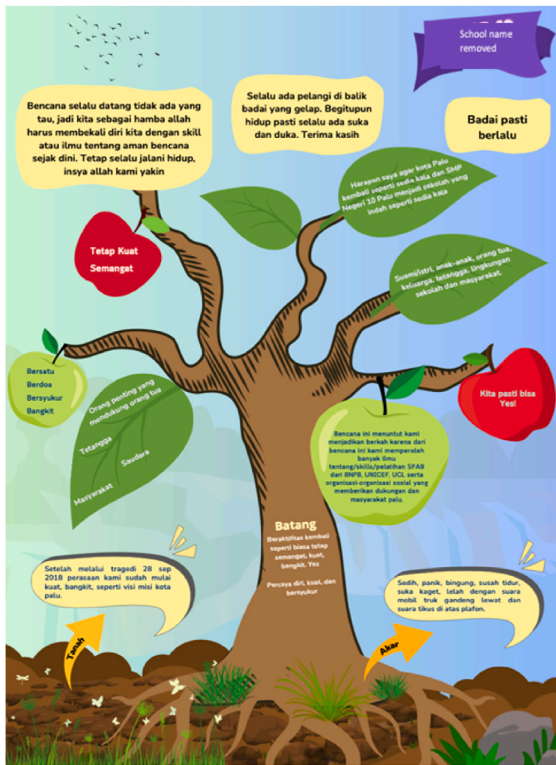 School name
removed
Bencana selalu datang tidak ada yang
tau, jadi kita sebagai hamba allah
harus membekali diri kita dengan skill
atau ilmu tentang aman bencana
sejak dini. Tetap selalu jalani hidup,
insya allah kami yakin
Selalu ada pelangi di balik
badai yang gelap. Begitupun
hidup pasti selalu ada suka
dan duka. Terima kasih
Badai pasti
berlalu
Harapan saya agar kota Palu
kembali seperti sedia kala dan SMP
Negeri 10 Palu menjadi sekolah yang
indah seperti sedia kala
Tetap Kuat
Semangat
Suami/istri, anak-anak, orang tua,
keluarga, tetangga, lingkungan
sekolah dan masyarakat.
Bersatu
Berdoa
Bersyukur
Bangkit
Orang penting yang
mendukung orang tua
Tetangga
Saudara
Masyarakat
Kita pasti bisa
Yes!
Bencana ini menuntut kami
menjadikan berkah karena dari
bencana ini kami memperoleh
banyak ilmu
tentang/skills/pelatihan SPAB
dari BNPB, UNICEF, UCL serta
organisasi-organisasi sosial yang
memberikan dukungan dan
masyarakat palu.
Batang
Beraktifitas kembali
seperti biasa tetap
semangat, kuat,
bangkit. Yes
Percaya diri, kuat, dan
bersyukur
Setelah melalui tragedi 28 sep
2018 perasaan kami sudah mulai
kuat, bangkit, seperti visi misi kota
palu.
Sedih, panik, bingung, susah tidur,
suka kaget, lelah dengan suara
mobil truk gandeng lewat dan
suara tikus di atas plafon.
Tanah
Akar